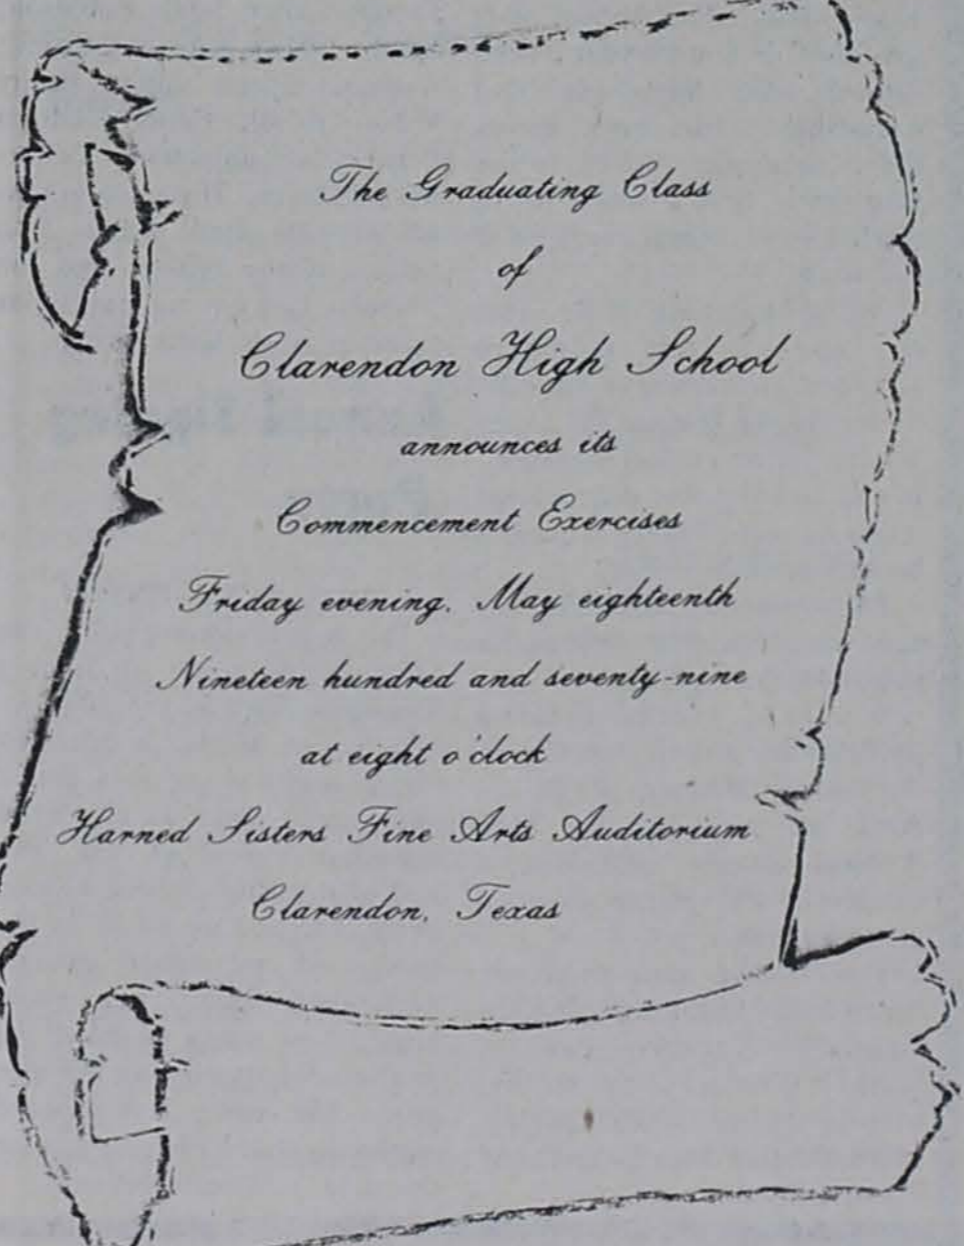 The Graduating Class
of
Clarendon High School
announces its
Commencement Exercises
Friday evening, May eighteenth
Nineteen hundred and seventy-nine
at eight o'clock
Harned Sisters Fine Arts Auditorium
Clarendon, Texas